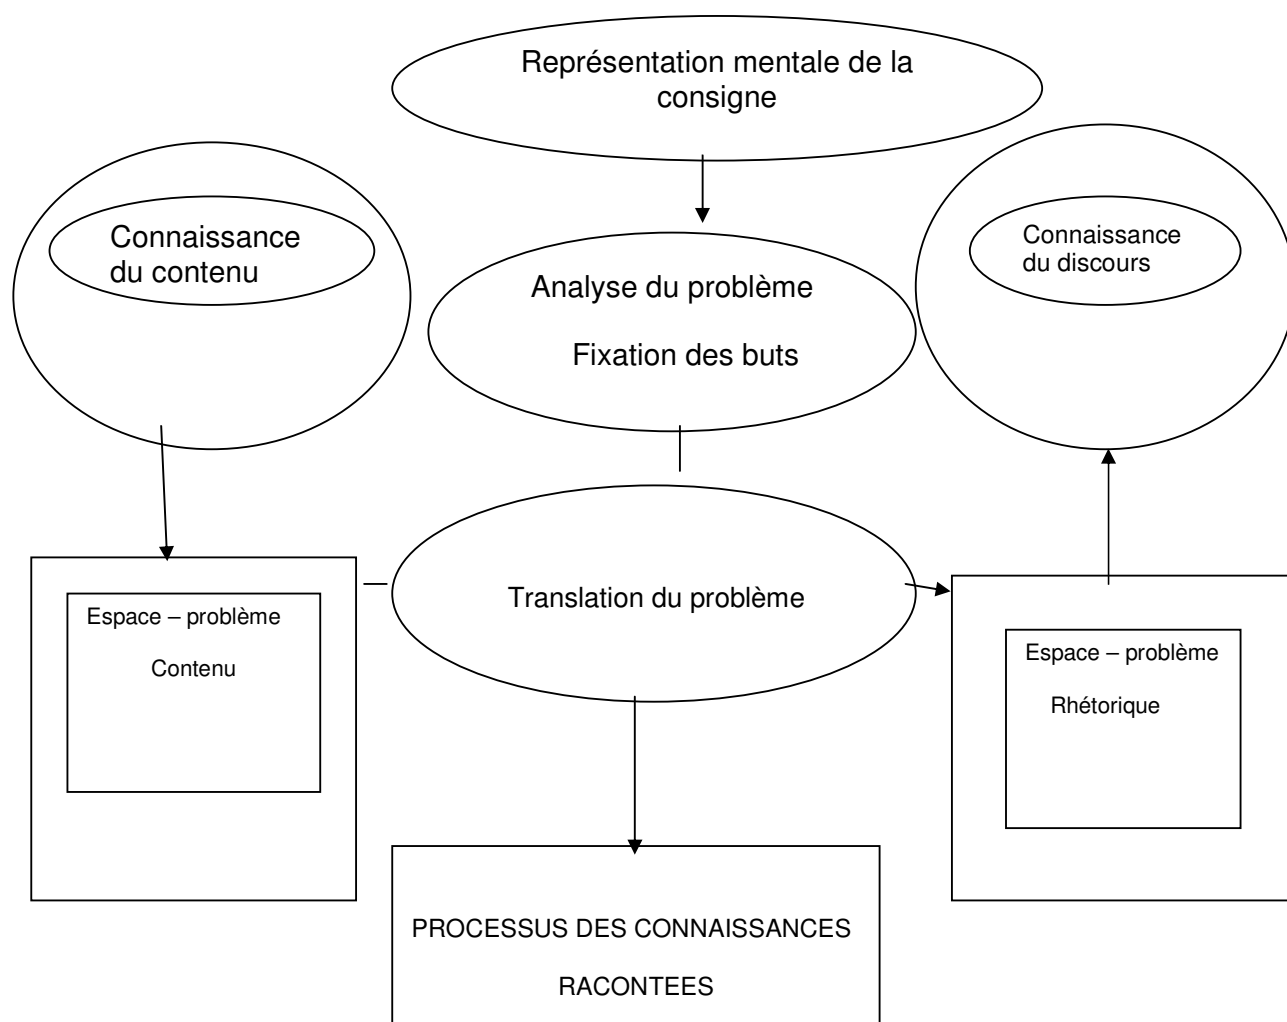 Représentation mentale de la
consigne
Connaissance
du contenu
Analyse du problème
Fixation des buts
Connaissance
du discours
Translation du problème
Espace – problème
Contenu
Espace – problème
Rhétorique
PROCESSUS DES CONNAISSANCES
RACONTEES